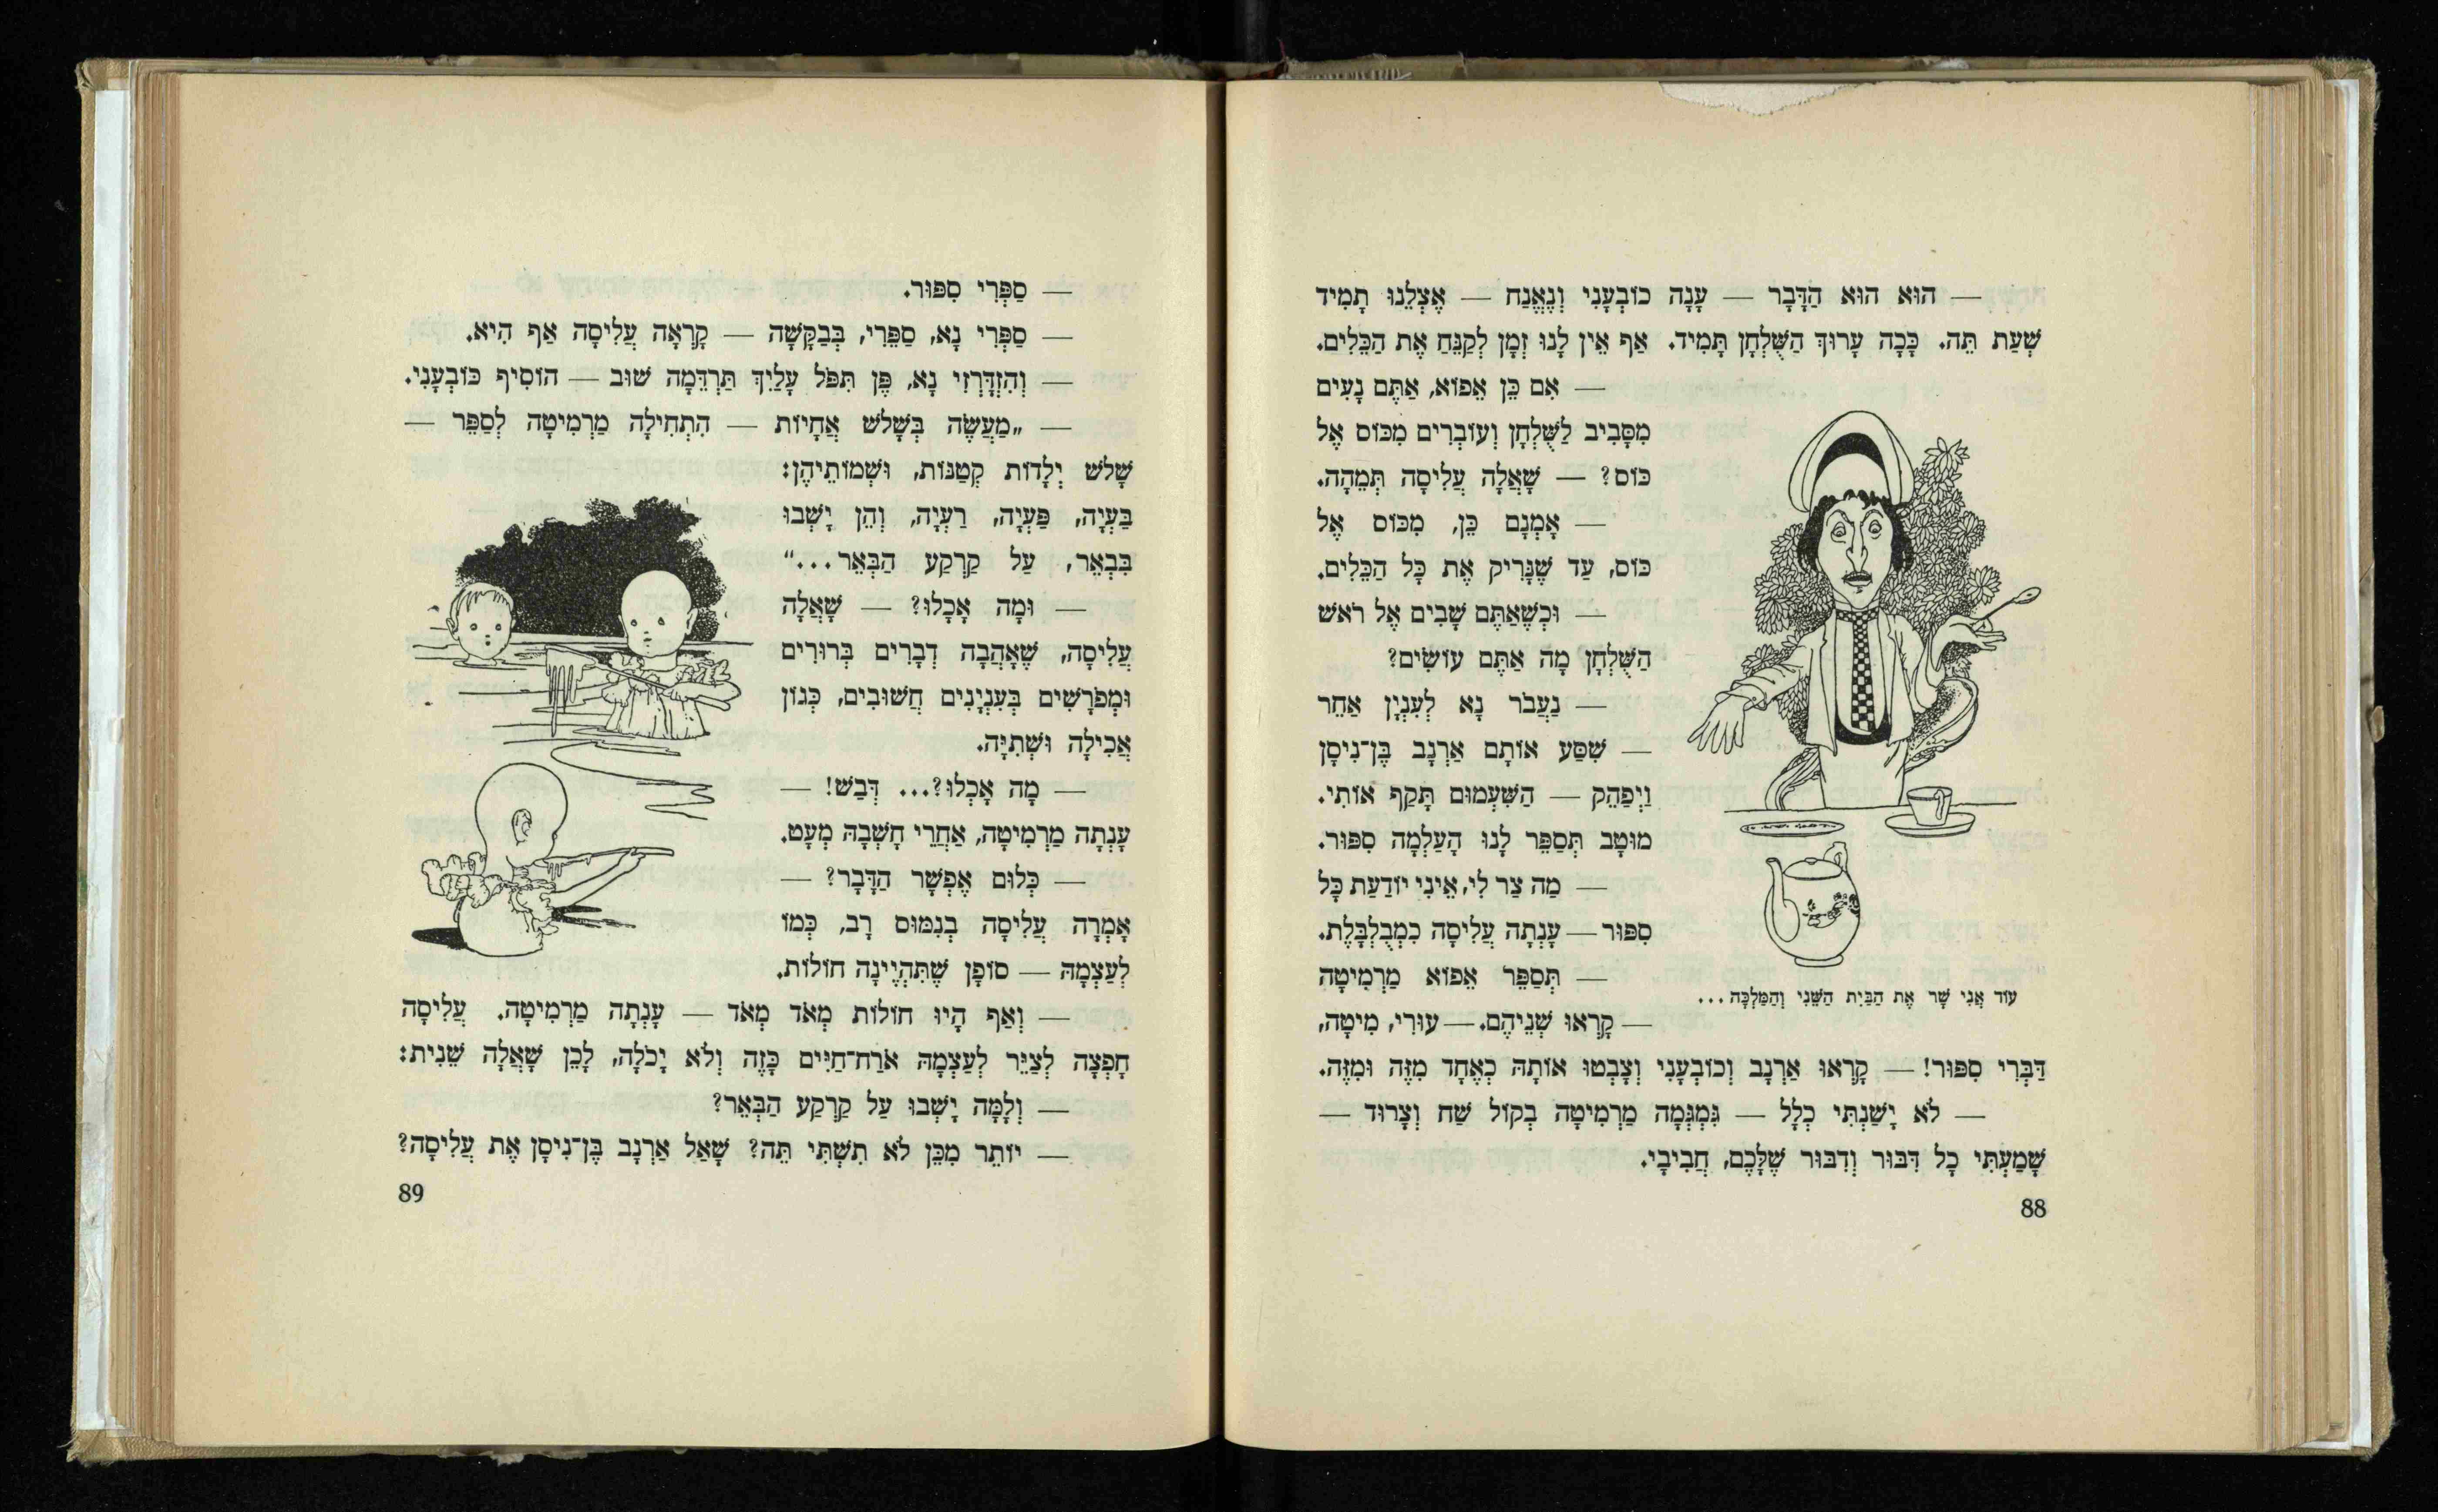 — הוּא הוּא הַדָּבָר — עָנָה כּוֹבְעָנִי וְנֶאֱנַח — אֶצְלֵנוּ תָּמִיד
שְׁעַת תֵּה. כָּכָה עָרוּךְ הַשֻּׁלְחָן תָּמִיד. אַף אֵין לָנוּ זְמָן לְקַנֵּחַ אֶת הַכֵּלִים.
— אִם כֵּן אֵפוֹא, אַתֶּם נָעִים
מִסָּבִיב לַשֻּׁלְחָן וְעוֹבְרִים מִכּוֹס אֶל
כּוֹס? — שָׁאֲלָה עֲלִיסָה תְּמֵהָה.
— אָמְנָם כֵּן, מִכּוֹס אֶל
כּוֹס, עַד שֶׁנָּרִיק אֶת כָּל הַכֵּלִים.
— וּכְשֶׁאַתֶּם שָׁבִים אֶל רֹאשׁ
הַשֻּׁלְחָן מָה אַתֶּם עוֹשִׂים?
— נַעֲבֹר נָא לְעִנְיָן אַחֵר
— שִׁסַּע אוֹתָם אַרְנָב בֶּן־נִיסָן
וַיְפַהֵק — הַשִּׁעֲמוּם תָּקַף אוֹתִי.
מוּטָב תְּסַפֵּר לָנוּ הָעַלְמָה סִפּוּר.
— מַה צַּר לִי, אֵינִי יוֹדַעַת כָּל
סִפּוּר — עָנְתָה עֲלִיסָה כִּמְבֻלְבָּלֶת.
— תְּסַפֵּר אֵפוֹא מַרְמִיטָה
— קָרְאוּ שְׁנֵיהֶם. — עוּרִי, מִיטָה,
דַּבְּרִי סִפּוּר! — קָרְאוּ אַרְנָב וְכוֹבְעָנִי וְצָבְטוּ אוֹתָהּ כְּאֶחָד מִזֶּה וּמִזֶּה.
— לֹא יָשַׁנְתִּי כְּלָל — גִּמְגְּמָה מַרְמִיטָה בְּקוֹל שַׁח וְצָרוּד —
שָׁמַעְתִּי כָל דִּבּוּר וְדִבּוּר שֶׁלָּכֶם, חֲבִיבָי.
עוֹד אֲנִי שָׁר אֶת הַבַּיִת הַשֵּׁנִי וְהַמַּלְכָּה...
88
— סַפְּרִי סִפּוּר.
— סַפְּרִי נָא, סַפֵּרִי, בְּבַקָּשָׁה — קָרְאָה עֲלִיסָה אַף הִיא.
— וְהִזְדָּרְזִי נָא, פֶּן תִּפֹּל עָלַיִךְ תַּרְדֵּמָה שׁוּב — הוֹסִיף כּוֹבְעָנִי.
— „מַעֲשֶׂה בְּשָׁלֹשׁ אֲחָיוֹת — הִתְחִילָה מַרְמִיטָה לְסַפֵּר —
שָׁלֹשׁ יְלָדוֹת קְטַנּוֹת, וּשְׁמוֹתֵיהֶן:
בַּעְיָה, פַּעְיָה, רַעְיָה, וְהֵן יָשְׁבוּ
בִּבְאֵר, עַל קַרְקַע הַבְּאֵר..."
— וּמָה אָכָלוּ? — שָׁאֲלָה
עֲלִיסָה, שֶׁאָהֲבָה דְבָרִים בְּרוּרִים
וּמְפֹרָשִׁים בְּעִנְיָנִים חֲשׁוּבִים, כְּגוֹן
אֲכִילָה וּשְׁתִיָּה.
— מָה אָכְלוּ?... דְּבַשׁ! —
עָנְתָה מַרְמִיטָה, אַחֲרֵי חָשְׁבָהּ מְעָט.
— כְּלוּם אֶפְשָׁר הַדָּבָר? —
אָמְרָה עֲלִיסָה בְּנִמּוּס רָב, כְּמוֹ
לְעַצְמָהּ — סוֹפָן שֶׁתִּהְיֶינָה חוֹלוֹת.
— וְאַף הָיוּ חוֹלוֹת מְאֹד מְאֹד — עָנְתָה מַרְמִיטָה. עֲלִיסָה
חָפְצָה לְצַיֵּר לְעַצְמָהּ אֹרַח־חַיִּים כָּזֶה וְלֹא יָכֹלָה, לָכֵן שָׁאֲלָה שֵׁנִית:
— וְלָמָּה יָשְׁבוּ עַל קַרְקַע הַבְּאֵר?
— יוֹתֵר מִכֵּן לֹא תִשְׁתִּי תֵּה? שָׁאַל אַרְנָב בֶּן־נִיסָן אֶת עֲלִיסָה?
89